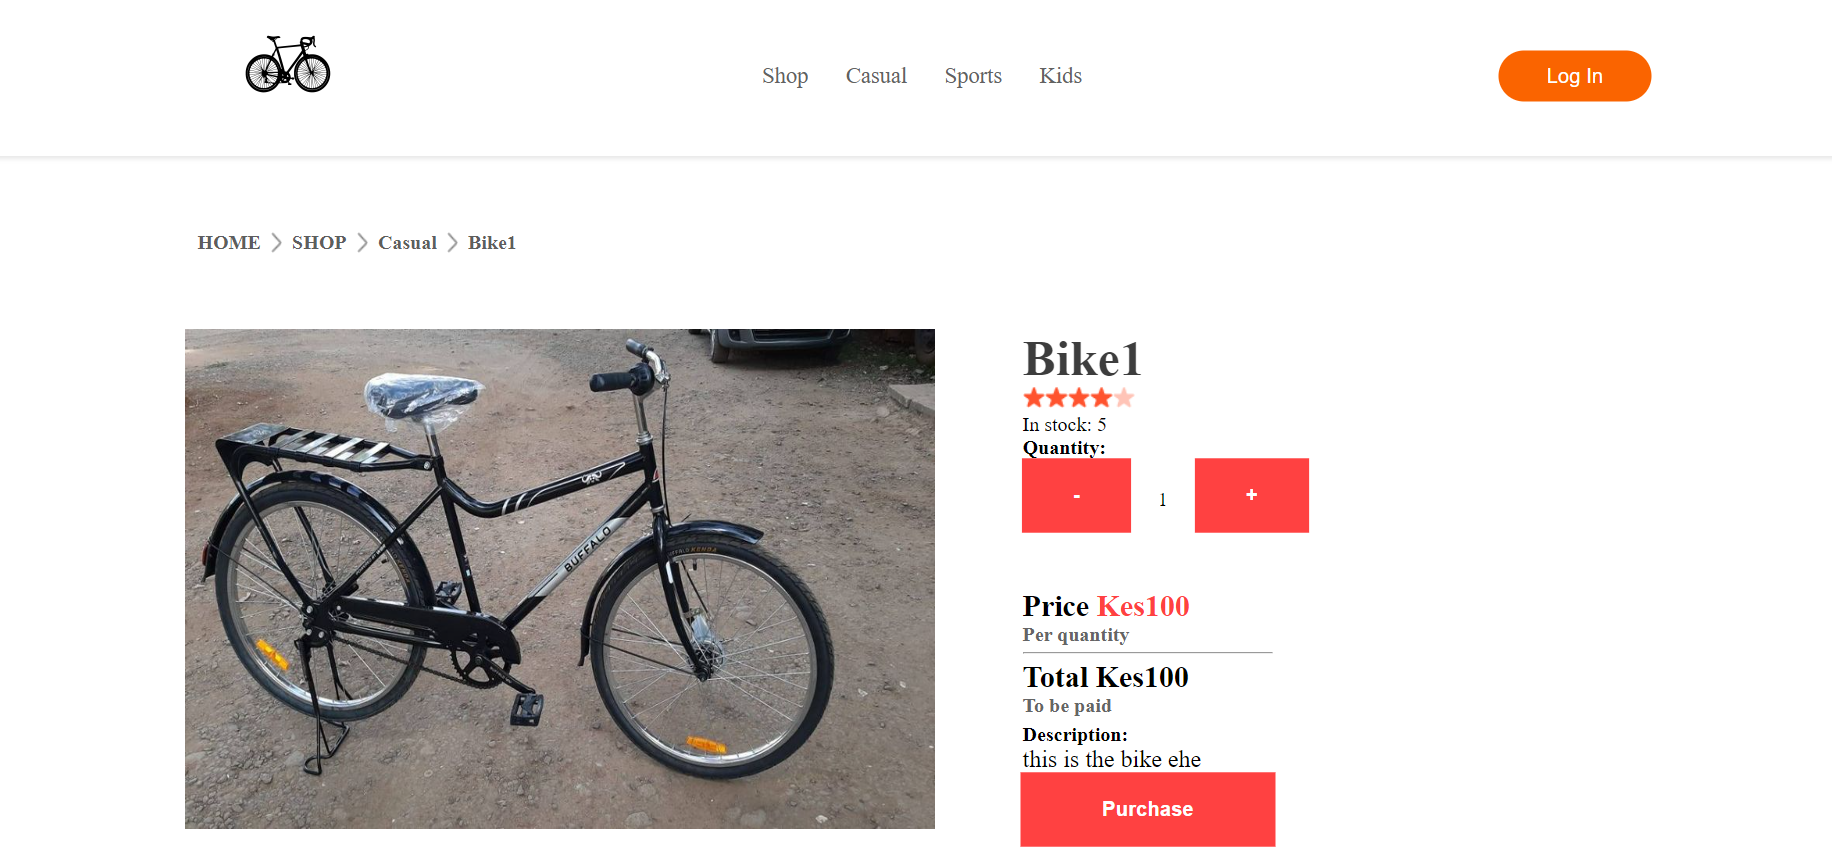 Shop Casual Sports Kids Log In
HOME SHOP Casual Bike1
Bike1
In stock: 5
Quantity:
- 1 +
BUFFALO
KENDA
Price Kes100
Per quantity
Total Kes100
To be paid
Description:
this is the bike ehe
Purchase